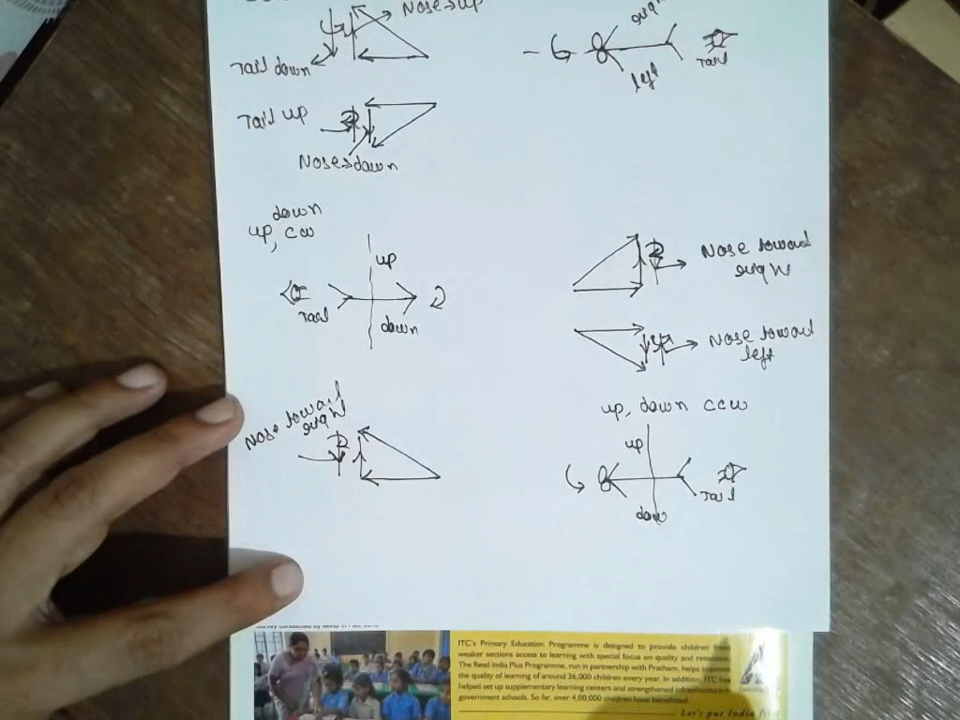 Nose→up
Tail down
Tail up
Nose→down
right
left
Tail
down
up, cw
up
Tail
down
Nose toward
right
Nose toward
left
up, down ccw
up
Tail
down
Nose toward
right
ITC's Primary Education Programme is designed to provide children from
weaker sections access to learning with special focus on quality and retention.
The Read India Plus Programme, run in partnership with Pratham, helps improve
the quality of learning of around 36,000 children every year. In addition, ITC has
helped set up supplementary learning centers and strengthened infrastructure in
government schools. So far, over 4,00,000 children have benefitted.
Let's put India first